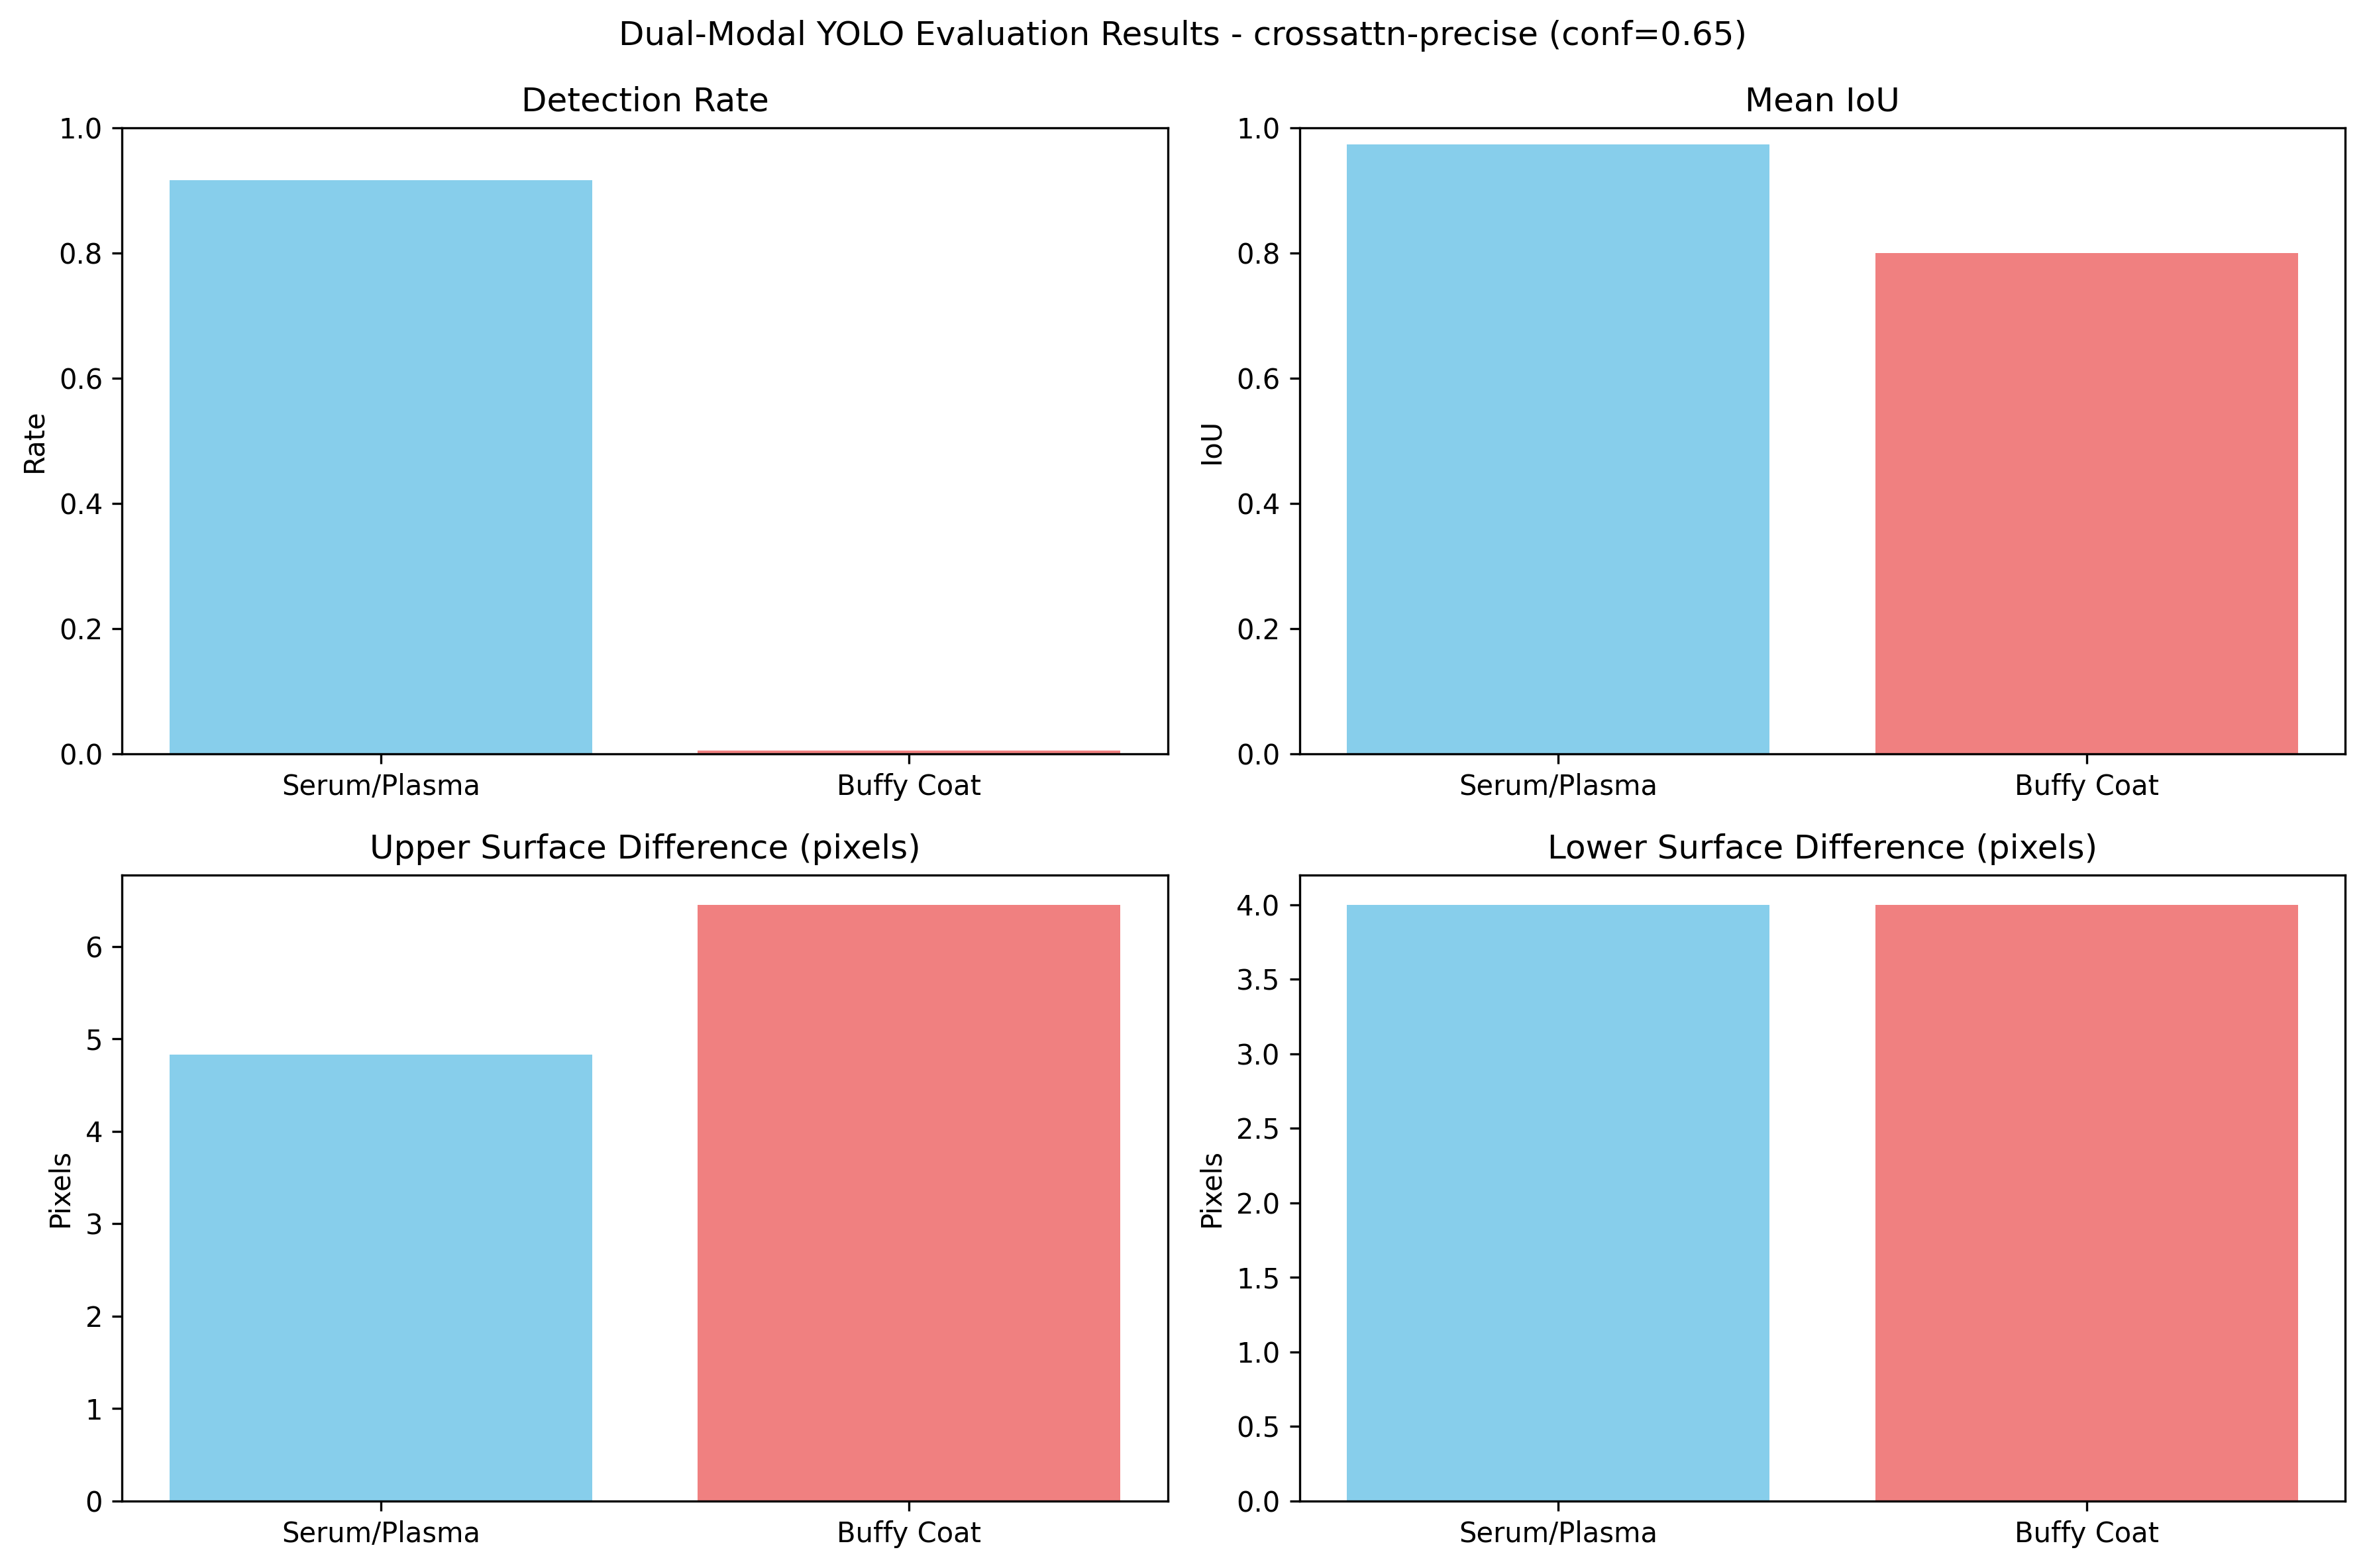 Dual-Modal YOLO Evaluation Results - crossattn-precise (conf=0.65)
Detection Rate
1.0
0.8
0.6
0.4
0.2
0.0
Rate
Serum/Plasma
Buffy Coat
Mean IoU
1.0
0.8
0.6
0.4
0.2
0.0
IoU
Serum/Plasma
Buffy Coat
Upper Surface Difference (pixels)
6
5
4
3
2
1
0
Pixels
Serum/Plasma
Buffy Coat
Lower Surface Difference (pixels)
4.0
3.5
3.0
2.5
2.0
1.5
1.0
0.5
0.0
Pixels
Serum/Plasma
Buffy Coat